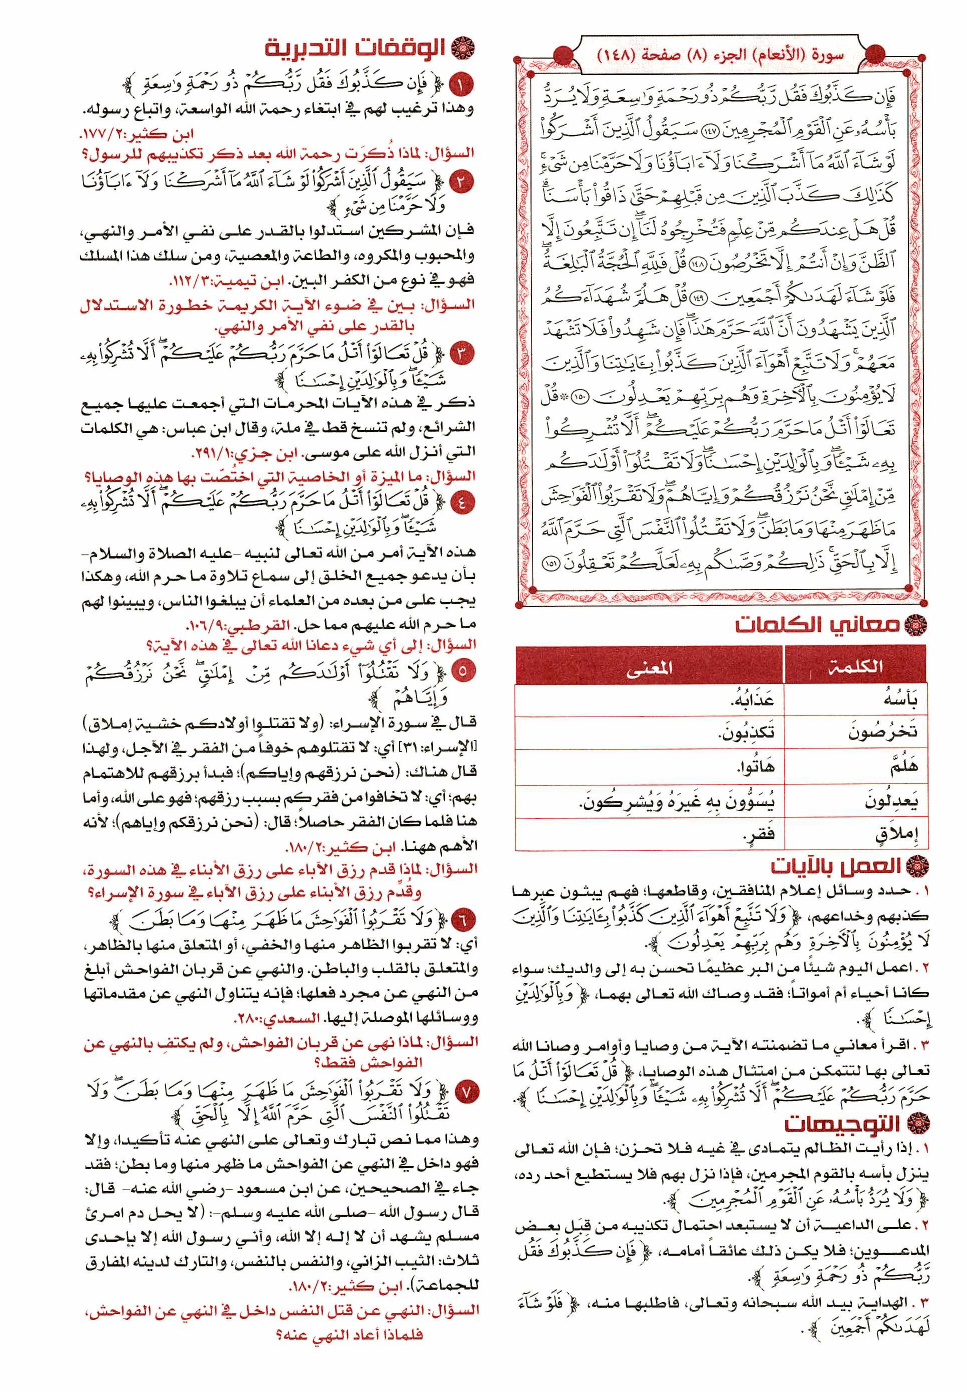 سورة (الأنعام) الجزء (٨) صفحة (١٤٨)
فَإِن كَذَّبُوكَ فَقُل رَّبُّكُمْ ذُو رَحْمَةٍ وَاسِعَةٍ وَلَا يُرَدُّ
بَأْسُهُ عَنِ الْقَوْمِ الْمُجْرِمِينَ ١٤٧ سَيَقُولُ الَّذِينَ أَشْرَكُوا
لَوْ شَاءَ اللَّهُ مَا أَشْرَكْنَا وَلَا آبَاؤُنَا وَلَا حَرَّمْنَا مِن شَيْءٍ
كَذَٰلِكَ كَذَّبَ الَّذِينَ مِن قَبْلِهِمْ حَتَّىٰ ذَاقُوا بَأْسَنَا
قُلْ هَلْ عِندَكُم مِّنْ عِلْمٍ فَتُخْرِجُوهُ لَنَا إِن تَتَّبِعُونَ إِلَّا
الظَّنَّ وَإِنْ أَنتُمْ إِلَّا تَخْرُصُونَ ١٤٨ قُلْ فَلِلَّهِ الْحُجَّةُ الْبَالِغَةُ
فَلَوْ شَاءَ لَهَدَاكُمْ أَجْمَعِينَ ١٤٩ قُلْ هَلُمَّ شُهَدَاءَكُمُ
الَّذِينَ يَشْهَدُونَ أَنَّ اللَّهَ حَرَّمَ هَٰذَا فَإِن شَهِدُوا فَلَا تَشْهَدْ
مَعَهُمْ وَلَا تَتَّبِعْ أَهْوَاءَ الَّذِينَ كَذَّبُوا بِآيَاتِنَا وَالَّذِينَ
لَا يُؤْمِنُونَ بِالْآخِرَةِ وَهُم بِرَبِّهِمْ يَعْدِلُونَ ١٥٠ ۞ قُلْ
تَعَالَوْا أَتْلُ مَا حَرَّمَ رَبُّكُمْ عَلَيْكُمْ أَلَّا تُشْرِكُوا
بِهِ شَيْئًا وَبِالْوَالِدَيْنِ إِحْسَانًا وَلَا تَقْتُلُوا أَوْلَادَكُم
مِّنْ إِمْلَاقٍ نَّحْنُ نَرْزُقُكُمْ وَإِيَّاهُمْ وَلَا تَقْرَبُوا الْفَوَاحِشَ
مَا ظَهَرَ مِنْهَا وَمَا بَطَنَ وَلَا تَقْتُلُوا النَّفْسَ الَّتِي حَرَّمَ اللَّهُ
إِلَّا بِالْحَقِّ ذَٰلِكُمْ وَصَّاكُم بِهِ لَعَلَّكُمْ تَعْقِلُونَ ١٥١
معاني الكلمات
الكلمة المعنى
بَأْسُهُ عَذَابُهُ.
تَخرُصُونَ تَكذِبُونَ.
هَلُمَّ هَاتُوا.
يَعدِلُونَ يُسَوُّونَ بِهِ غَيرَهُ وَيُشرِكُونَ.
إِملاَقٍ فَقرٍ.
العمل بالآيات
١. حدد وسائل إعلام المنافقين، وقاطعها؛ فهم يبثون عبرها
كذبهم وخداعهم، ﴿ وَلَا تَتَّبِعْ أَهْوَاءَ الَّذِينَ كَذَّبُوا بِآيَاتِنَا وَالَّذِينَ
لَا يُؤْمِنُونَ بِالْآخِرَةِ وَهُم بِرَبِّهِمْ يَعْدِلُونَ ﴾.
٢. اعمل اليوم شيئًا من البر عظيمًا تحسن به إلى والديك؛ سواء
كانا أحياء أم أمواتاً؛ فقد وصاك الله تعالى بهما، ﴿ وَبِالْوَالِدَيْنِ
إِحْسَانًا ﴾.
٣. اقرأ معاني ما تضمنته الآية من وصايا وأوامر وصانا الله
تعالى بها لتتمكن من امتثال هذه الوصايا، ﴿ قُلْ تَعَالَوْا أَتْلُ مَا
حَرَّمَ رَبُّكُمْ عَلَيْكُمْ أَلَّا تُشْرِكُوا بِهِ شَيْئًا وَبِالْوَالِدَيْنِ إِحْسَانًا ﴾.
التوجيهات
١. إذا رأيت الظالم يتمادى في غيه فلا تحزن؛ فإن الله تعالى
ينزل بأسه بالقوم المجرمين، فإذا نزل بهم فلا يستطيع أحد رده،
﴿ وَلَا يُرَدُّ بَأْسُهُ عَنِ الْقَوْمِ الْمُجْرِمِينَ ﴾.
٢. على الداعية أن لا يستبعد احتمال تكذيبه من قِبَلِ بعض
المدعوين؛ فلا يكن ذلك عائقاً أمامه، ﴿ فَإِن كَذَّبُوكَ فَقُل
رَّبُّكُمْ ذُو رَحْمَةٍ وَاسِعَةٍ ﴾.
٣. الهداية بيد الله سبحانه وتعالى، فاطلبها منه، ﴿ فَلَوْ شَاءَ
لَهَدَاكُمْ أَجْمَعِينَ ﴾.
الوقفات التدبرية
١ ﴿ فَإِن كَذَّبُوكَ فَقُل رَّبُّكُمْ ذُو رَحْمَةٍ وَاسِعَةٍ ﴾
وهذا ترغيب لهم في ابتغاء رحمة الله الواسعة، واتباع رسوله.
ابن كثير:١٧٧/٢.
السؤال: لماذا ذُكرَت رحمة الله بعد ذكر تكذيبهم للرسول؟
٢ ﴿ سَيَقُولُ الَّذِينَ أَشْرَكُوا لَوْ شَاءَ اللَّهُ مَا أَشْرَكْنَا وَلَا آبَاؤُنَا
وَلَا حَرَّمْنَا مِن شَيْءٍ ﴾
فإن المشركين استدلوا بالقدر على نفي الأمر والنهي،
والمحبوب والمكروه، والطاعة والمعصية، ومن سلك هذا المسلك
فهو في نوع من الكفر البين. ابن تيمية:١١٢/٣.
السؤال: بين في ضوء الآية الكريمة خطورة الاستدلال
بالقدر على نفي الأمر والنهي.
٣ ﴿ قُلْ تَعَالَوْا أَتْلُ مَا حَرَّمَ رَبُّكُمْ عَلَيْكُمْ أَلَّا تُشْرِكُوا بِهِ
شَيْئًا وَبِالْوَالِدَيْنِ إِحْسَانًا ﴾
ذكر في هذه الآيات المحرمات التي أجمعت عليها جميع
الشرائع، ولم تنسخ قط في ملة، وقال ابن عباس: هي الكلمات
التي أنزل الله على موسى. ابن جزي:٢٩١/١.
السؤال: ما الميزة أو الخاصية التي اختُصّت بها هذه الوصايا؟
٤ ﴿ قُلْ تَعَالَوْا أَتْلُ مَا حَرَّمَ رَبُّكُمْ عَلَيْكُمْ أَلَّا تُشْرِكُوا بِهِ
شَيْئًا وَبِالْوَالِدَيْنِ إِحْسَانًا ﴾
هذه الآية أمر من الله تعالى لنبيه -عليه الصلاة والسلام-
بأن يدعو جميع الخلق إلى سماع تلاوة ما حرم الله، وهكذا
يجب على من بعده من العلماء أن يبلغوا الناس، ويبينوا لهم
ما حرم الله عليهم مما حل. القرطبي:١٠٦/٩.
السؤال: إلى أي شيء دعانا الله تعالى في هذه الآية؟
٥ ﴿ وَلَا تَقْتُلُوا أَوْلَادَكُم مِّنْ إِمْلَاقٍ نَّحْنُ نَرْزُقُكُمْ
وَإِيَّاهُمْ ﴾
قال في سورة الإسراء: (ولا تقتلوا أولادكم خشية إملاق)
[الإسراء: ٣١] أي: لا تقتلوهم خوفاً من الفقر في الآجل، ولهذا
قال هناك: (نحن نرزقهم وإياكم)؛ فبدأ برزقهم للاهتمام
بهم؛ أي: لا تخافوا من فقركم بسبب رزقهم؛ فهو على الله، وأما
هنا فلما كان الفقر حاصلاً؛ قال: (نحن نرزقكم وإياهم)؛ لأنه
الأهم ههنا. ابن كثير:١٨٠/٢.
السؤال: لماذا قدم رزق الأباء على رزق الأبناء في هذه السورة،
وقُدِّم رزق الأبناء على رزق الأباء في سورة الإسراء؟
٦ ﴿ وَلَا تَقْرَبُوا الْفَوَاحِشَ مَا ظَهَرَ مِنْهَا وَمَا بَطَنَ ﴾
أي: لا تقربوا الظاهر منها والخفي، أو المتعلق منها بالظاهر،
والمتعلق بالقلب والباطن. والنهي عن قربان الفواحش أبلغ
من النهي عن مجرد فعلها؛ فإنه يتناول النهي عن مقدماتها
ووسائلها الموصلة إليها. السعدي:٢٨٠.
السؤال: لماذا نهى عن قربان الفواحش، ولم يكتفِ بالنهي عن
الفواحش فقط؟
٧ ﴿ وَلَا تَقْرَبُوا الْفَوَاحِشَ مَا ظَهَرَ مِنْهَا وَمَا بَطَنَ وَلَا
تَقْتُلُوا النَّفْسَ الَّتِي حَرَّمَ اللَّهُ إِلَّا بِالْحَقِّ ﴾
وهذا مما نص تبارك وتعالى على النهي عنه تأكيدا، وإلا
فهو داخل في النهي عن الفواحش ما ظهر منها وما بطن؛ فقد
جاء في الصحيحين، عن ابن مسعود -رضي الله عنه- قال:
قال رسول الله -صلى الله عليه وسلم-: (لا يحل دم امرئ
مسلم يشهد أن لا إله إلا الله، وأني رسول الله إلا بإحدى
ثلاث: الثيب الزاني، والنفس بالنفس، والتارك لدينه المفارق
للجماعة). ابن كثير:١٨٠/٢.
السؤال: النهي عن قتل النفس داخل في النهي عن الفواحش،
فلماذا أعاد النهي عنه؟